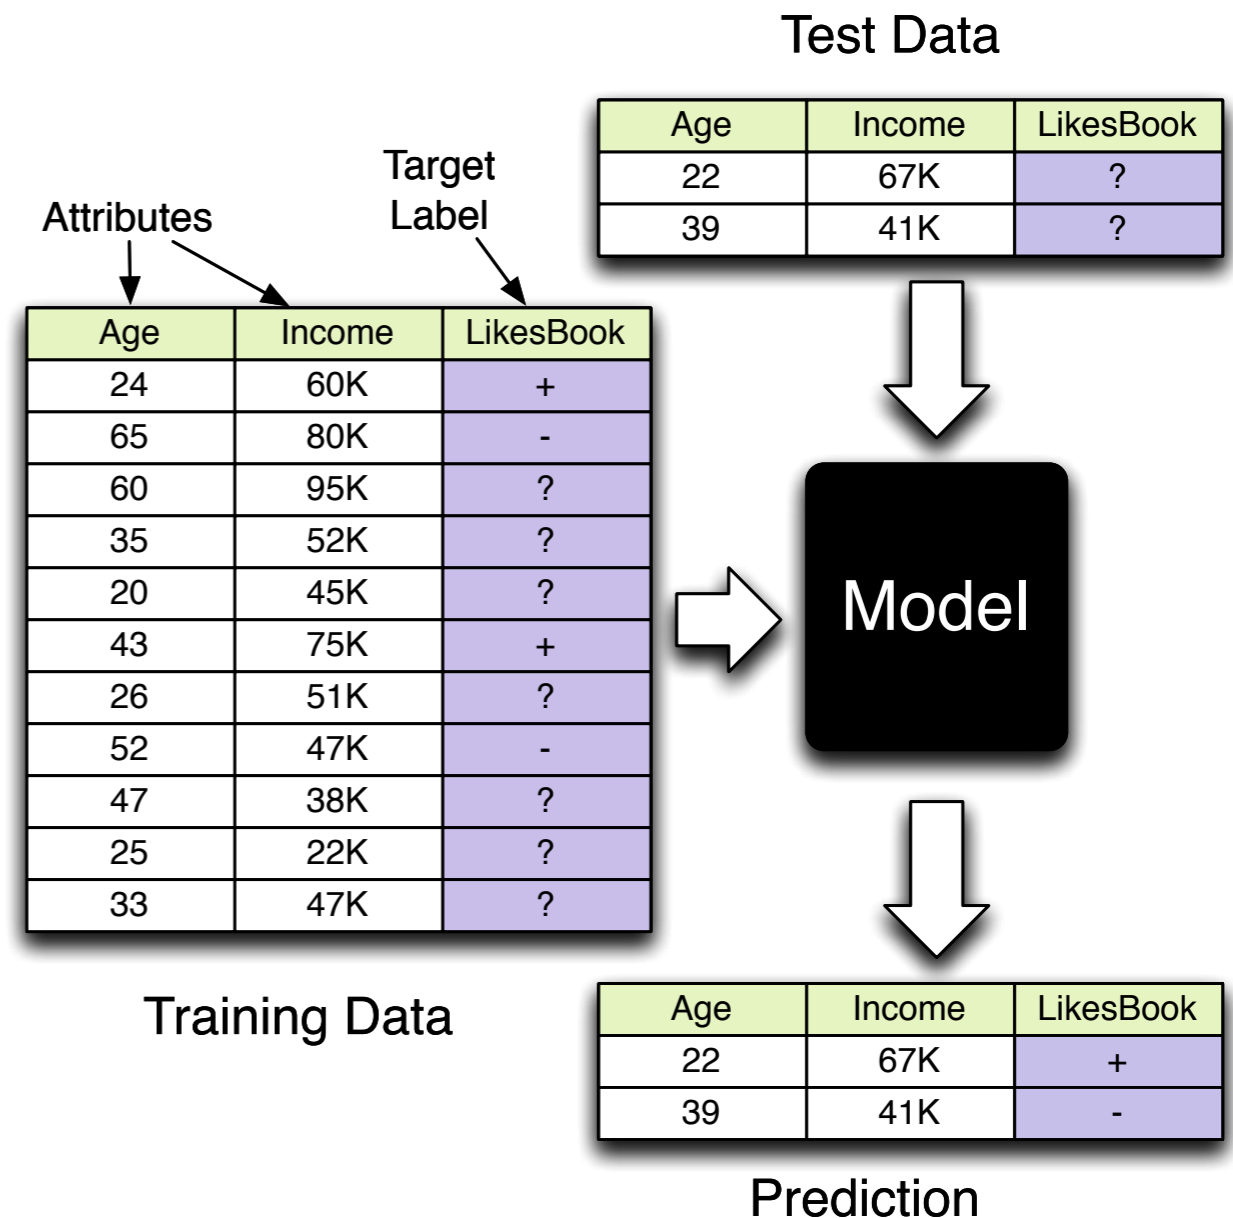 Test Data
Age Income LikesBook
22 67K ?
39 41K ?
Attributes
Target
Label
Age Income LikesBook
24 60K +
65 80K -
60 95K ?
35 52K ?
20 45K ?
43 75K +
26 51K ?
52 47K -
47 38K ?
25 22K ?
33 47K ?
Training Data
Model
Age Income LikesBook
22 67K +
39 41K -
Prediction